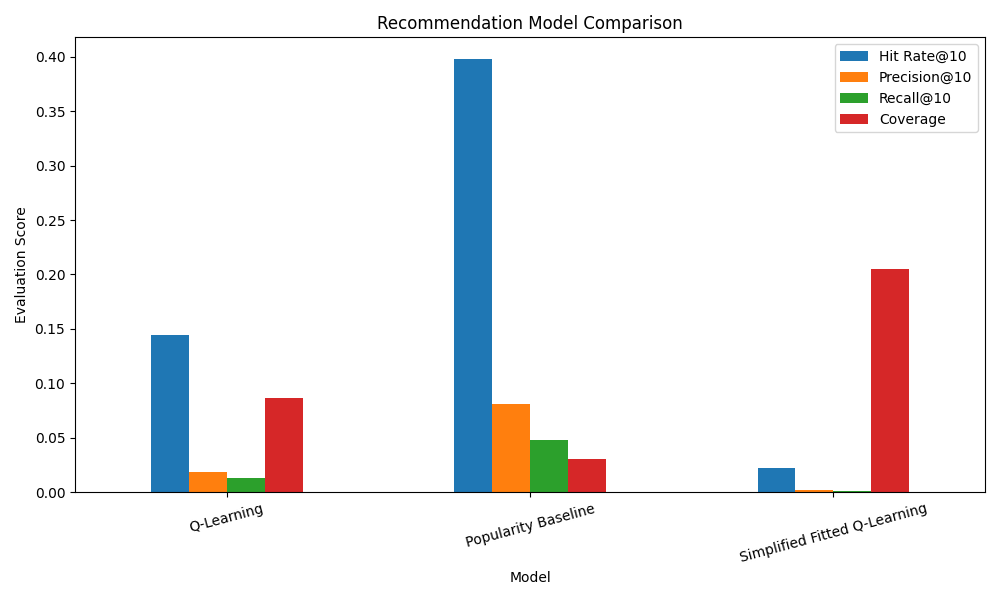 Recommendation Model Comparison
Hit Rate@10
Precision@10
Recall@10
Coverage
Evaluation Score
0.40
0.35
0.30
0.25
0.20
0.15
0.10
0.05
0.00
Q-Learning
Popularity Baseline
Simplified Fitted Q-Learning
Model